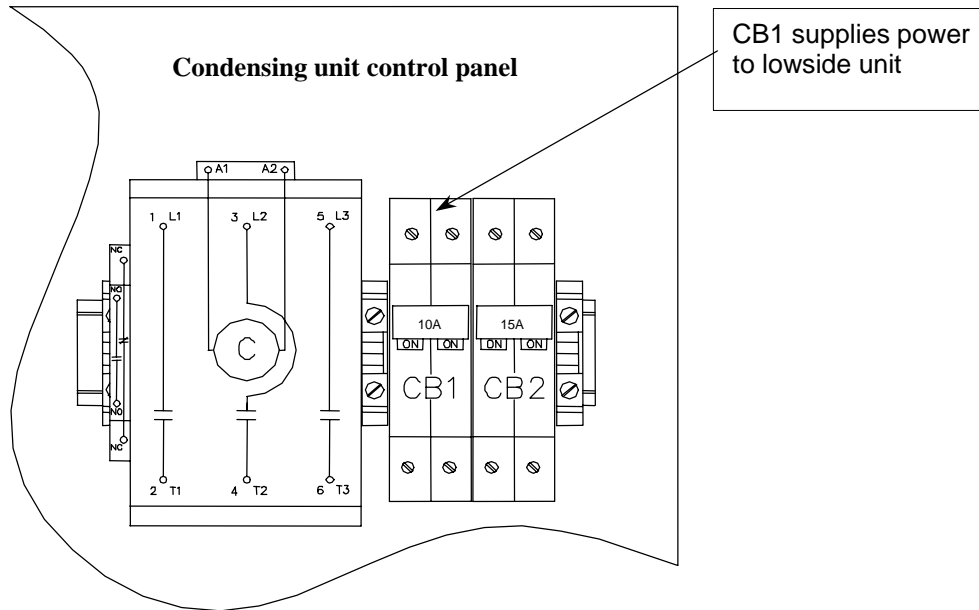 CB1 supplies power
to lowside unit
Condensing unit control panel
A1 A2
1 L1 3 L2 5 L3
NC
NO
10A 15A
ON ON ON ON
C
CB1 CB2
NO
NC
2 T1 4 T2 6 T3